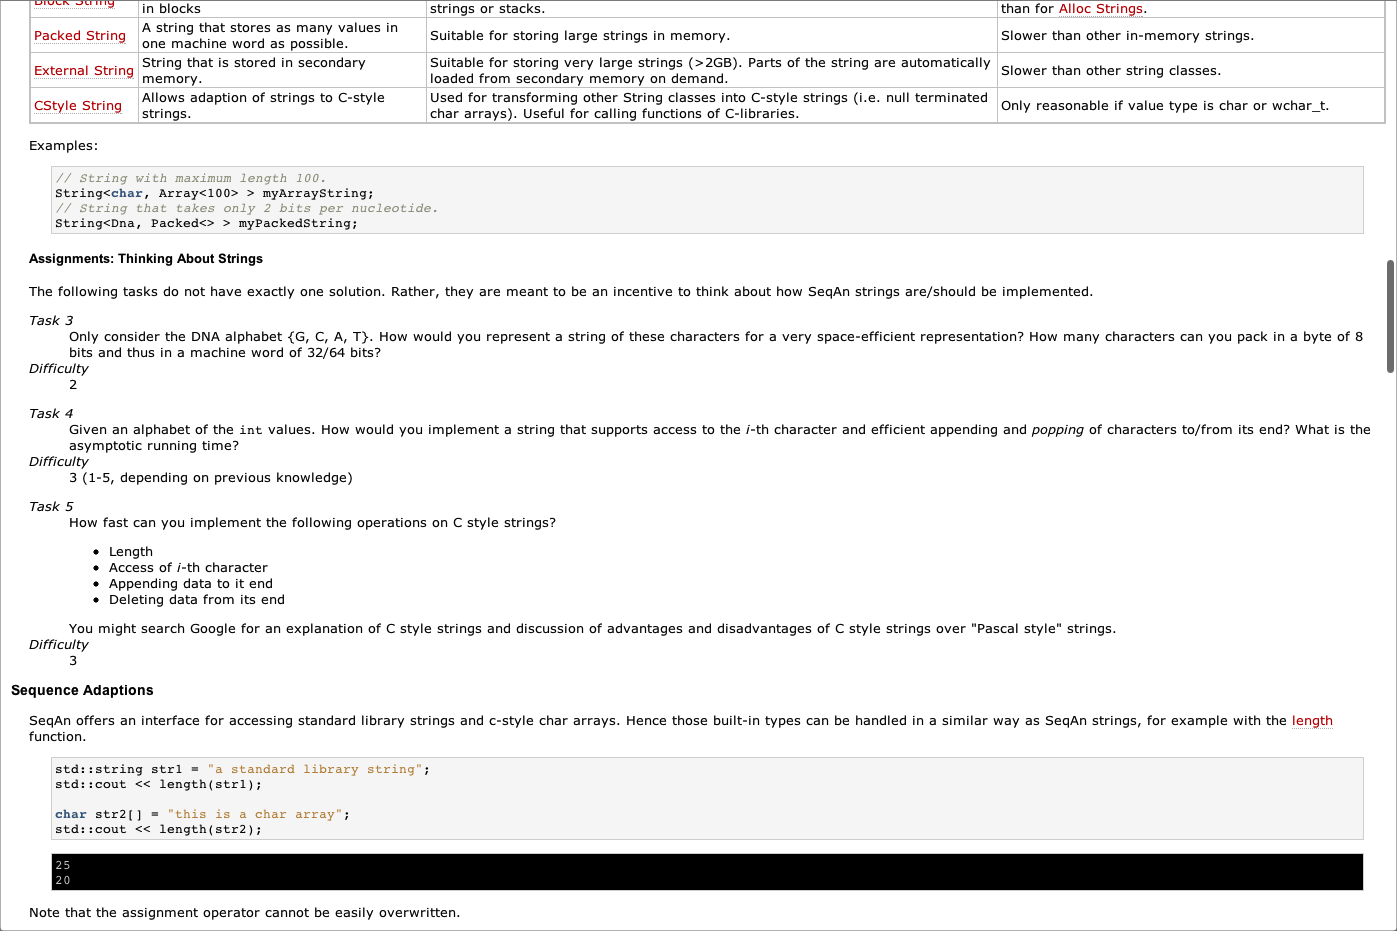 Block String
in blocks
strings or stacks.
than for Alloc Strings.
Packed String
A string that stores as many values in
one machine word as possible.
Suitable for storing large strings in memory.
Slower than other in-memory strings.
External String
String that is stored in secondary
memory.
Suitable for storing very large strings (>2GB). Parts of the string are automatically
loaded from secondary memory on demand.
Slower than other string classes.
CStyle String
Allows adaption of strings to C-style
strings.
Used for transforming other String classes into C-style strings (i.e. null terminated
char arrays). Useful for calling functions of C-libraries.
Only reasonable if value type is char or wchar_t.
Examples:
// String with maximum length 100.
String<char, Array<100> > myArrayString;
// String that takes only 2 bits per nucleotide.
String<Dna, Packed<> > myPackedString;
Assignments: Thinking About Strings
The following tasks do not have exactly one solution. Rather, they are meant to be an incentive to think about how SeqAn strings are/should be implemented.
Task 3
Only consider the DNA alphabet {G, C, A, T}. How would you represent a string of these characters for a very space-efficient representation? How many characters can you pack in a byte of 8
bits and thus in a machine word of 32/64 bits?
Difficulty
2
Task 4
Given an alphabet of the int values. How would you implement a string that supports access to the i-th character and efficient appending and popping of characters to/from its end? What is the
asymptotic running time?
Difficulty
3 (1-5, depending on previous knowledge)
Task 5
How fast can you implement the following operations on C style strings?
• Length
• Access of i-th character
• Appending data to it end
• Deleting data from its end
You might search Google for an explanation of C style strings and discussion of advantages and disadvantages of C style strings over "Pascal style" strings.
Difficulty
3
Sequence Adaptions
SeqAn offers an interface for accessing standard library strings and c-style char arrays. Hence those built-in types can be handled in a similar way as SeqAn strings, for example with the length
function.
std::string str1 = "a standard library string";
std::cout << length(str1);
char str2[] = "this is a char array";
std::cout << length(str2);
25
20
Note that the assignment operator cannot be easily overwritten.